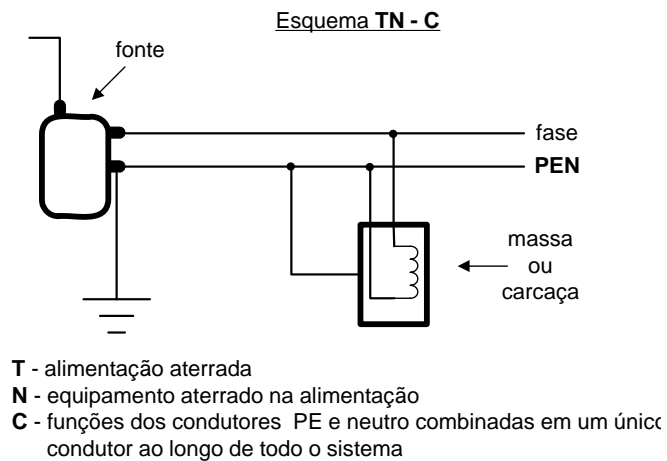 Esquema TN - C
fonte
fase
PEN
massa
ou
carcaça
T - alimentação aterrada
N - equipamento aterrado na alimentação
C - funções dos condutores PE e neutro combinadas em um único
condutor ao longo de todo o sistema